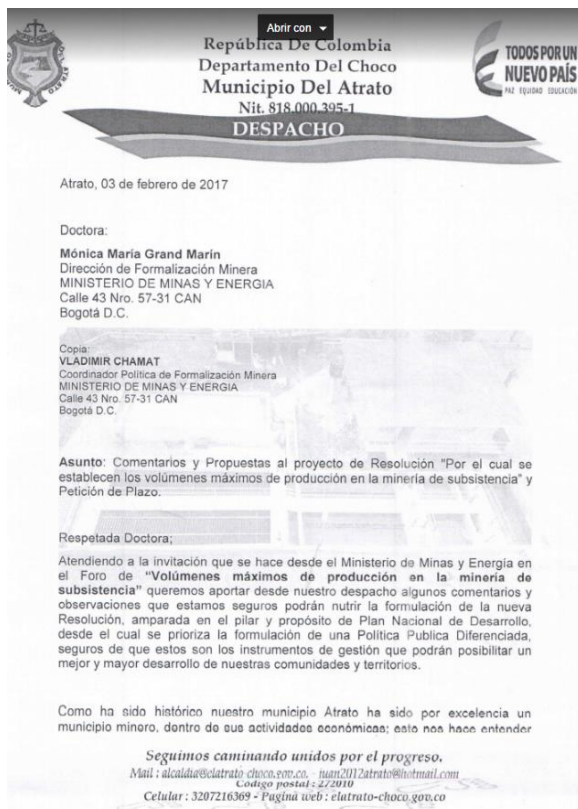 Abrir con
República De Colombia
Departamento Del Choco
Municipio Del Atrato
Nit. 818.000.395-1
DESPACHO
TODOS POR UN
NUEVO PAÍS
PAZ EQUIDAD EDUCACIÓN
Atrato, 03 de febrero de 2017
Doctora:
Mónica María Grand Marín
Dirección de Formalización Minera
MINISTERIO DE MINAS Y ENERGIA
Calle 43 Nro. 57-31 CAN
Bogotá D.C.
Copia:
VLADIMIR CHAMAT
Coordinador Política de Formalización Minera
MINISTERIO DE MINAS Y ENERGIA
Calle 43 Nro. 57-31 CAN
Bogotá D.C.
Asunto: Comentarios y Propuestas al proyecto de Resolución "Por el cual se
establecen los volúmenes máximos de producción en la minería de subsistencia" y
Petición de Plazo.
Respetada Doctora;
Atendiendo a la invitación que se hace desde el Ministerio de Minas y Energía en
el Foro de "Volúmenes máximos de producción en la minería de
subsistencia" queremos aportar desde nuestro despacho algunos comentarios y
observaciones que estamos seguros podrán nutrir la formulación de la nueva
Resolución, amparada en el pilar y propósito de Plan Nacional de Desarrollo,
desde el cual se prioriza la formulación de una Política Publica Diferenciada,
seguros de que estos son los instrumentos de gestión que podrán posibilitar un
mejor y mayor desarrollo de nuestras comunidades y territorios.
Como ha sido histórico nuestro municipio Atrato ha sido por excelencia un
municipio minero, dentro de sus actividades económicas; esto nos hace entender
Seguimos caminando unidos por el progreso.
Mail : alcaldia@elatrato-choco.gov.co. - ruan2012atrato@hotmail.com
Código postal : 272010
Celular : 3207216369 - Pagina web : elatrato-choco.gov.co